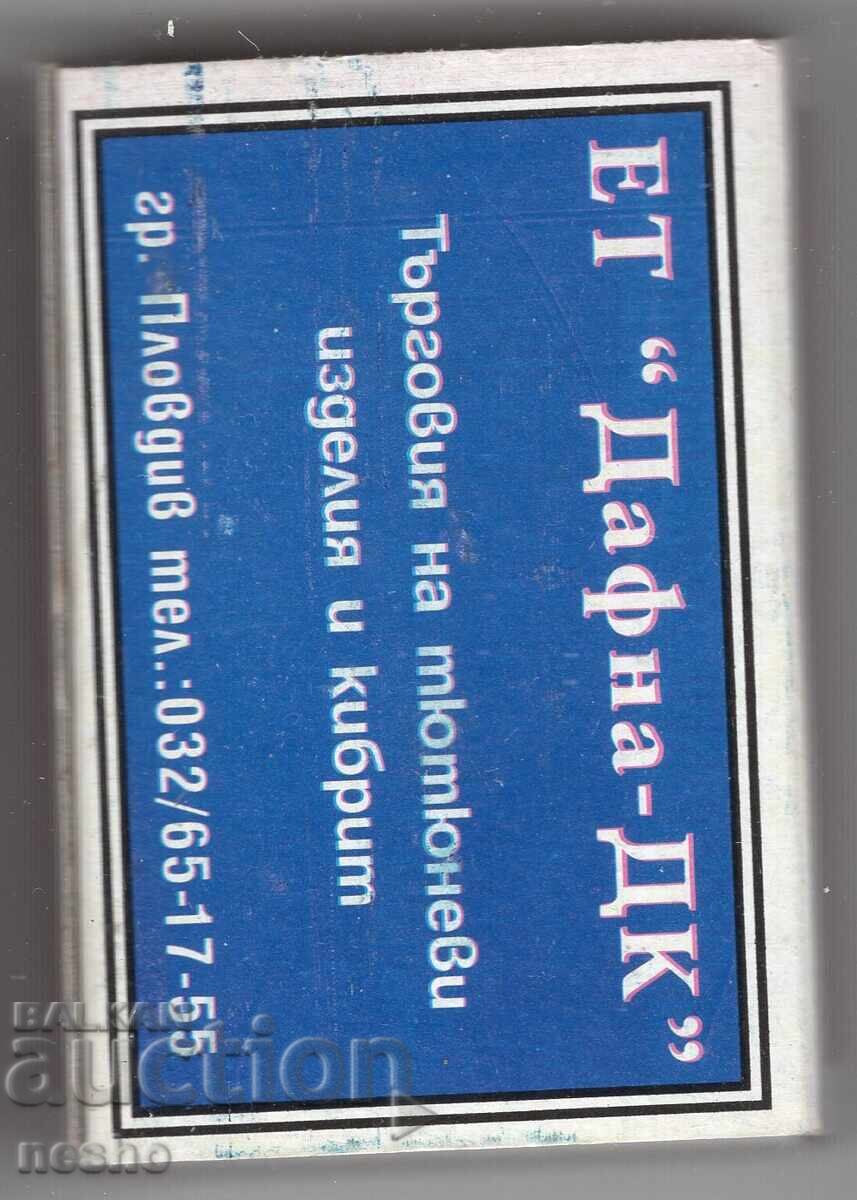 ЕТ “Дафна-ДК”
Търговия на тютюневи
изделия и кибрит
гр. Пловдив тел.:032/65-17-55
BALKAN
auction
nesho